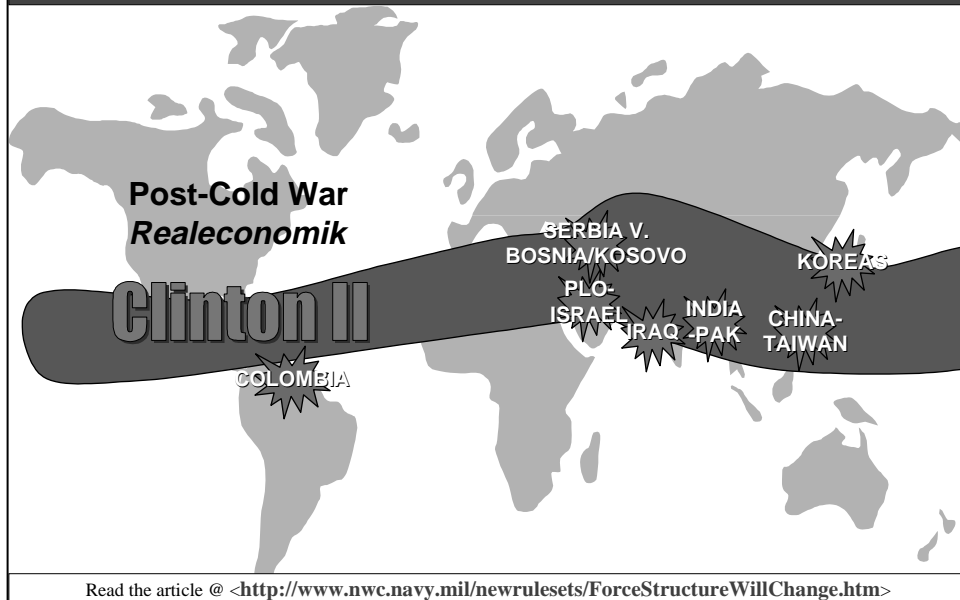 Post-Cold War
Realeconomik
Clinton II
SERBIA V.
BOSNIA/KOSOVO
KOREAS
PLO-
ISRAEL
IRAQ
INDIA
-PAK
CHINA-
TAIWAN
COLOMBIA
Read the article @ <http://www.nwc.navy.mil/newrulesets/ForceStructureWillChange.htm>